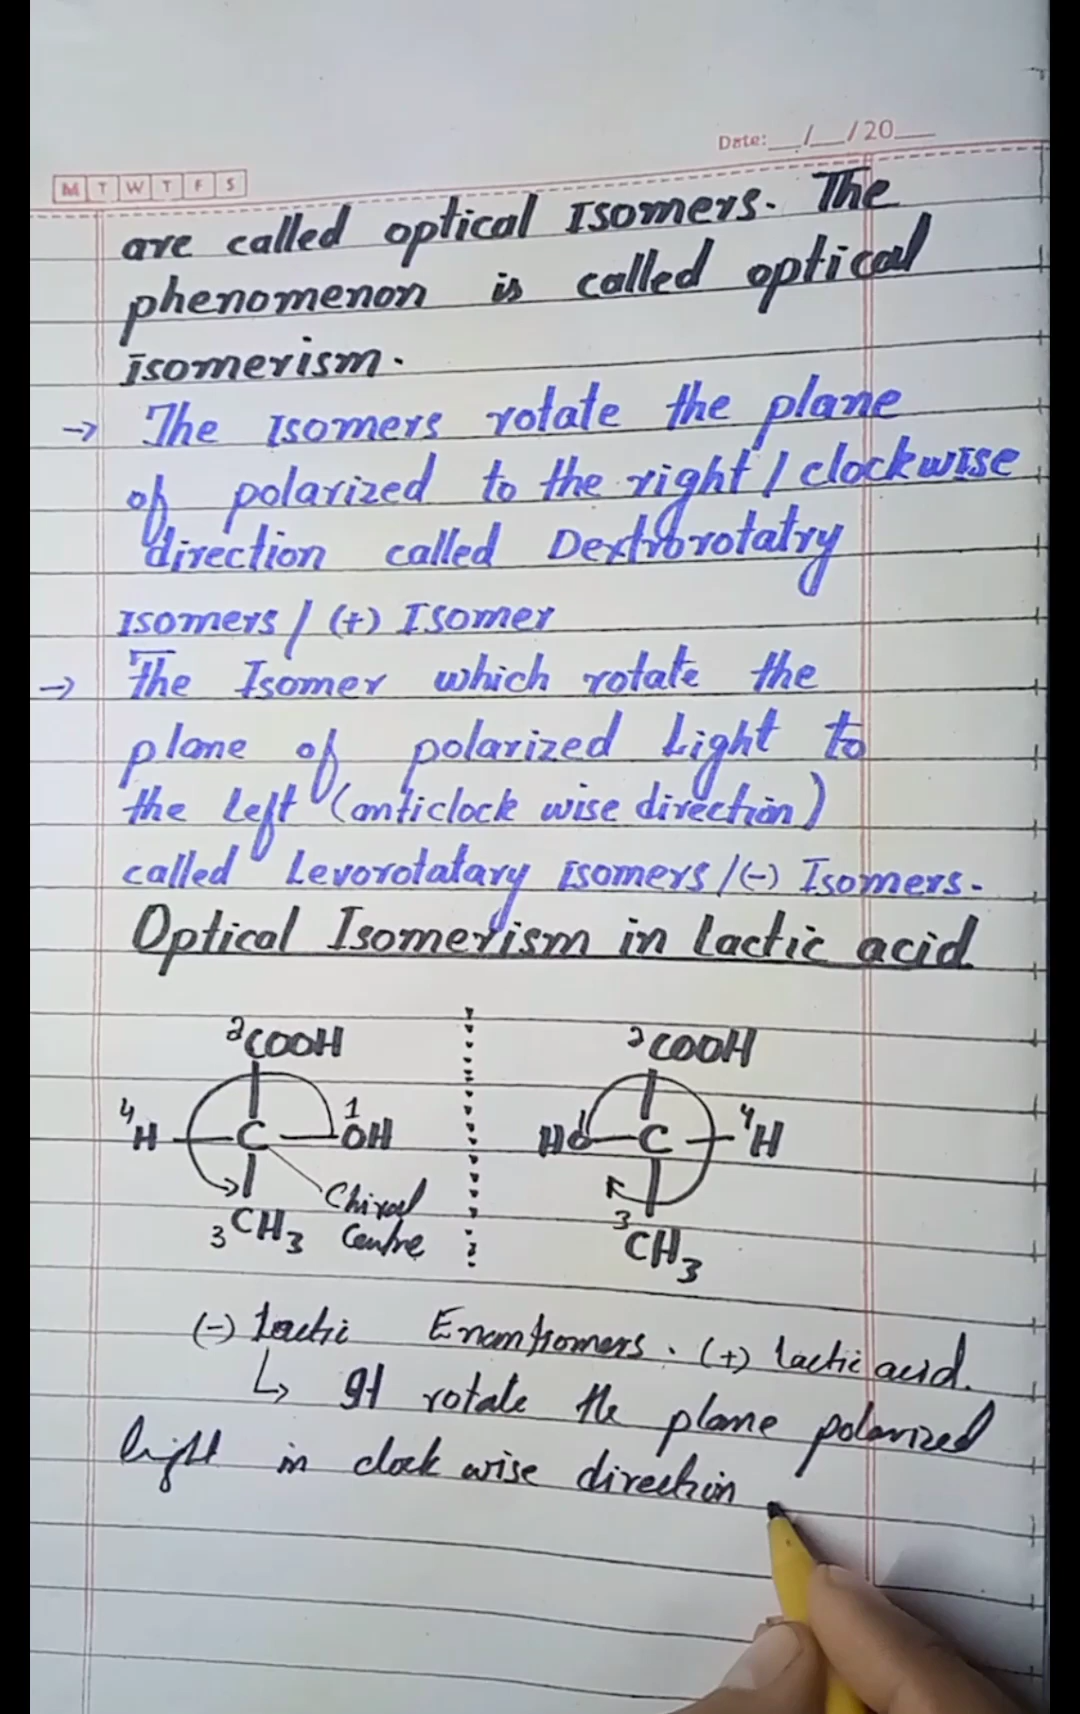 Date: __/__/20__
M T W T F S
are called optical Isomers. The
phenomenon is called optical
isomerism.
→ The Isomers rotate the plane
of polarized to the right / clockwise
direction called Dextrorotatry
Isomers / (+) Isomer
→ The Isomer which rotate the
plane of polarized Light to
the left (anticlock wise direction)
called Levorotatary isomers / (-) Isomers.
Optical Isomerism in Lactic acid
2 COOH 2 COOH
4 H C 1 OH HO 1 C 4 H
Chiral
Centre
3 CH3 3 CH3
(-) Lactic Enantiomers. (+) lactic acid.
↳ It rotate the plane polarized
light in clock wise direction